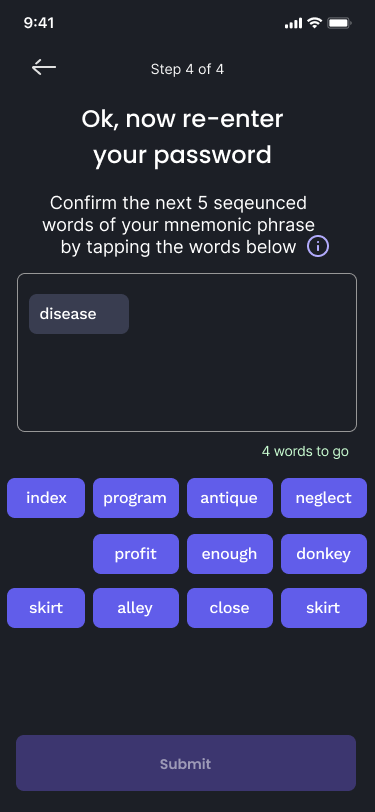 9:41
Step 4 of 4
Ok, now re-enter
your password
Confirm the next 5 seqeunced
words of your mnemonic phrase
by tapping the words below
disease
4 words to go
index program antique neglect
profit enough donkey
skirt alley close skirt
Submit